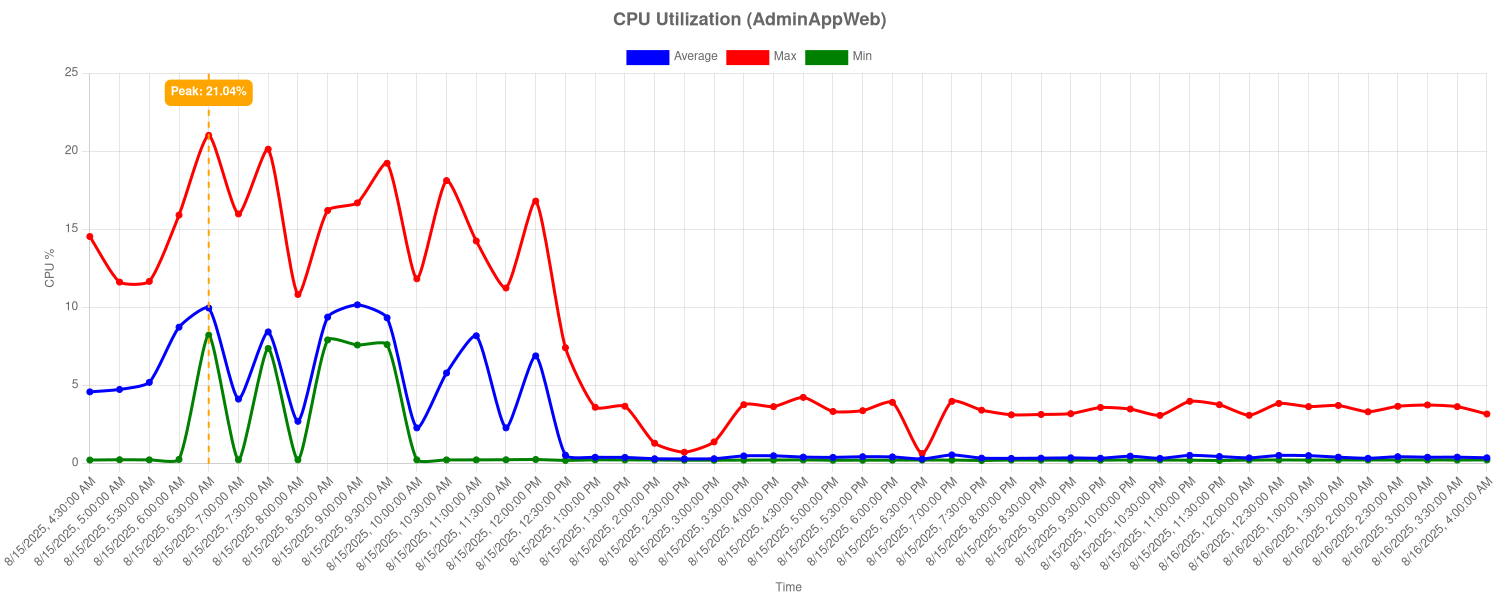 CPU Utilization (AdminAppWeb)
Average Max Min
Peak: 21.04%
25
20
15
10
5
0
CPU %
8/15/2025, 4:30:00 AM
8/15/2025, 5:00:00 AM
8/15/2025, 5:30:00 AM
8/15/2025, 6:00:00 AM
8/15/2025, 6:30:00 AM
8/15/2025, 7:00:00 AM
8/15/2025, 7:30:00 AM
8/15/2025, 8:00:00 AM
8/15/2025, 8:30:00 AM
8/15/2025, 9:00:00 AM
8/15/2025, 9:30:00 AM
8/15/2025, 10:00:00 AM
8/15/2025, 10:30:00 AM
8/15/2025, 11:00:00 AM
8/15/2025, 11:30:00 AM
8/15/2025, 12:00:00 PM
8/15/2025, 12:30:00 PM
8/15/2025, 1:00:00 PM
8/15/2025, 1:30:00 PM
8/15/2025, 2:00:00 PM
8/15/2025, 2:30:00 PM
8/15/2025, 3:00:00 PM
8/15/2025, 3:30:00 PM
8/15/2025, 4:00:00 PM
8/15/2025, 4:30:00 PM
8/15/2025, 5:00:00 PM
8/15/2025, 5:30:00 PM
8/15/2025, 6:00:00 PM
8/15/2025, 6:30:00 PM
8/15/2025, 7:00:00 PM
8/15/2025, 7:30:00 PM
8/15/2025, 8:00:00 PM
8/15/2025, 8:30:00 PM
8/15/2025, 9:00:00 PM
8/15/2025, 9:30:00 PM
8/15/2025, 10:00:00 PM
8/15/2025, 10:30:00 PM
8/15/2025, 11:00:00 PM
8/15/2025, 11:30:00 PM
8/16/2025, 12:00:00 AM
8/16/2025, 12:30:00 AM
8/16/2025, 1:00:00 AM
8/16/2025, 1:30:00 AM
8/16/2025, 2:00:00 AM
8/16/2025, 2:30:00 AM
8/16/2025, 3:00:00 AM
8/16/2025, 3:30:00 AM
8/16/2025, 4:00:00 AM
Time